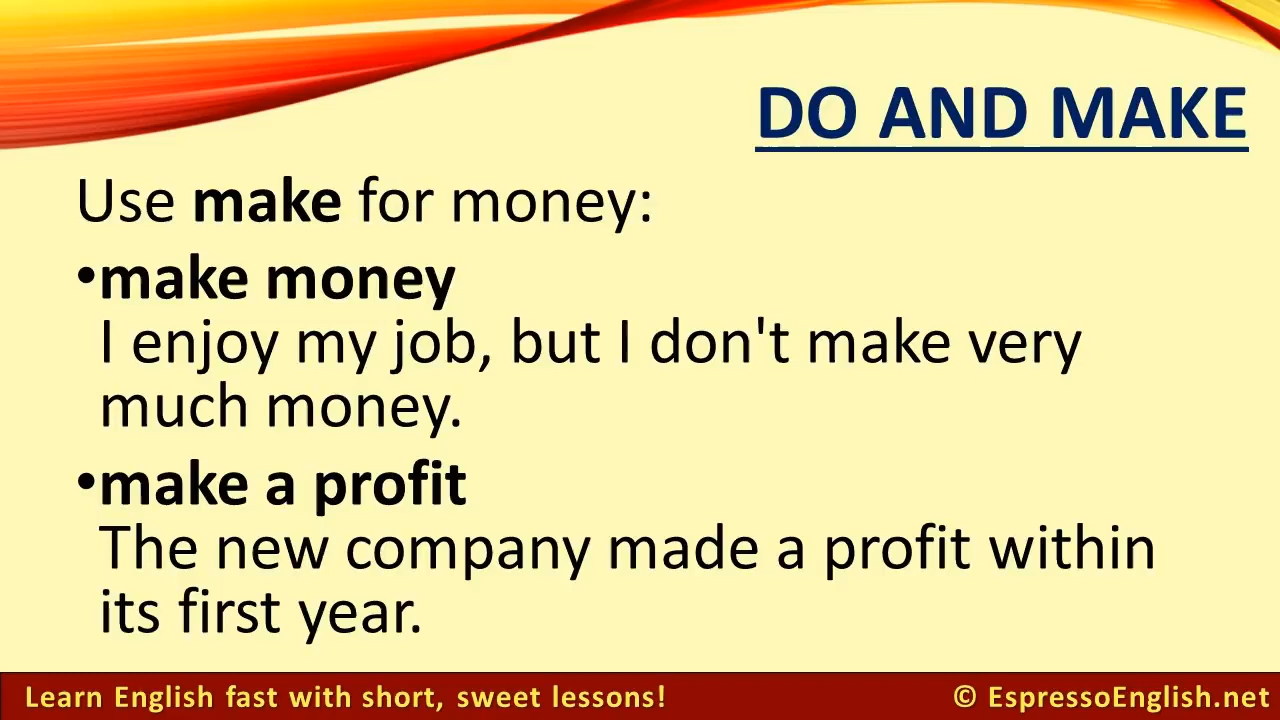 DO AND MAKE
Use make for money:
•make money
I enjoy my job, but I don't make very
much money.
•make a profit
The new company made a profit within
its first year.
Learn English fast with short, sweet lessons!
© EspressoEnglish.net